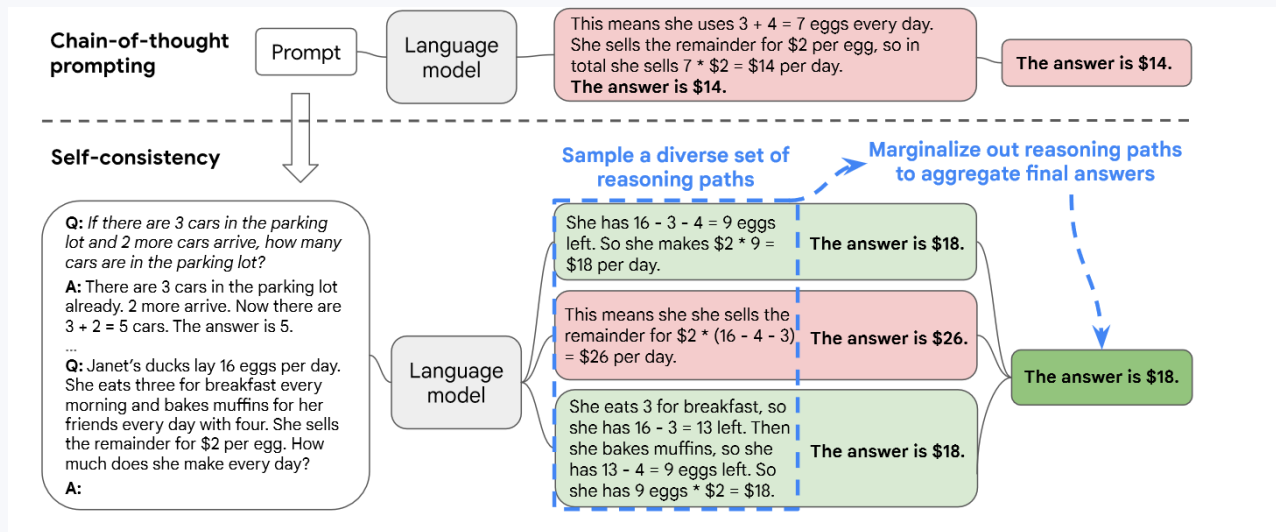 Chain-of-thought
prompting
Prompt
Language
model
This means she uses 3 + 4 = 7 eggs every day.
She sells the remainder for $2 per egg, so in
total she sells 7 * $2 = $14 per day.
The answer is $14.
The answer is $14.
Self-consistency
Sample a diverse set of
reasoning paths
Marginalize out reasoning paths
to aggregate final answers
Q: If there are 3 cars in the parking
lot and 2 more cars arrive, how many
cars are in the parking lot?
A: There are 3 cars in the parking lot
already. 2 more arrive. Now there are
3 + 2 = 5 cars. The answer is 5.
...
Q: Janet's ducks lay 16 eggs per day.
She eats three for breakfast every
morning and bakes muffins for her
friends every day with four. She sells
the remainder for $2 per egg. How
much does she make every day?
A:
Language
model
She has 16 - 3 - 4 = 9 eggs
left. So she makes $2 * 9 =
$18 per day.
The answer is $18.
This means she she sells the
remainder for $2 * (16 - 4 - 3)
= $26 per day.
The answer is $26.
She eats 3 for breakfast, so
she has 16 - 3 = 13 left. Then
she bakes muffins, so she
has 13 - 4 = 9 eggs left. So
she has 9 eggs * $2 = $18.
The answer is $18.
The answer is $18.